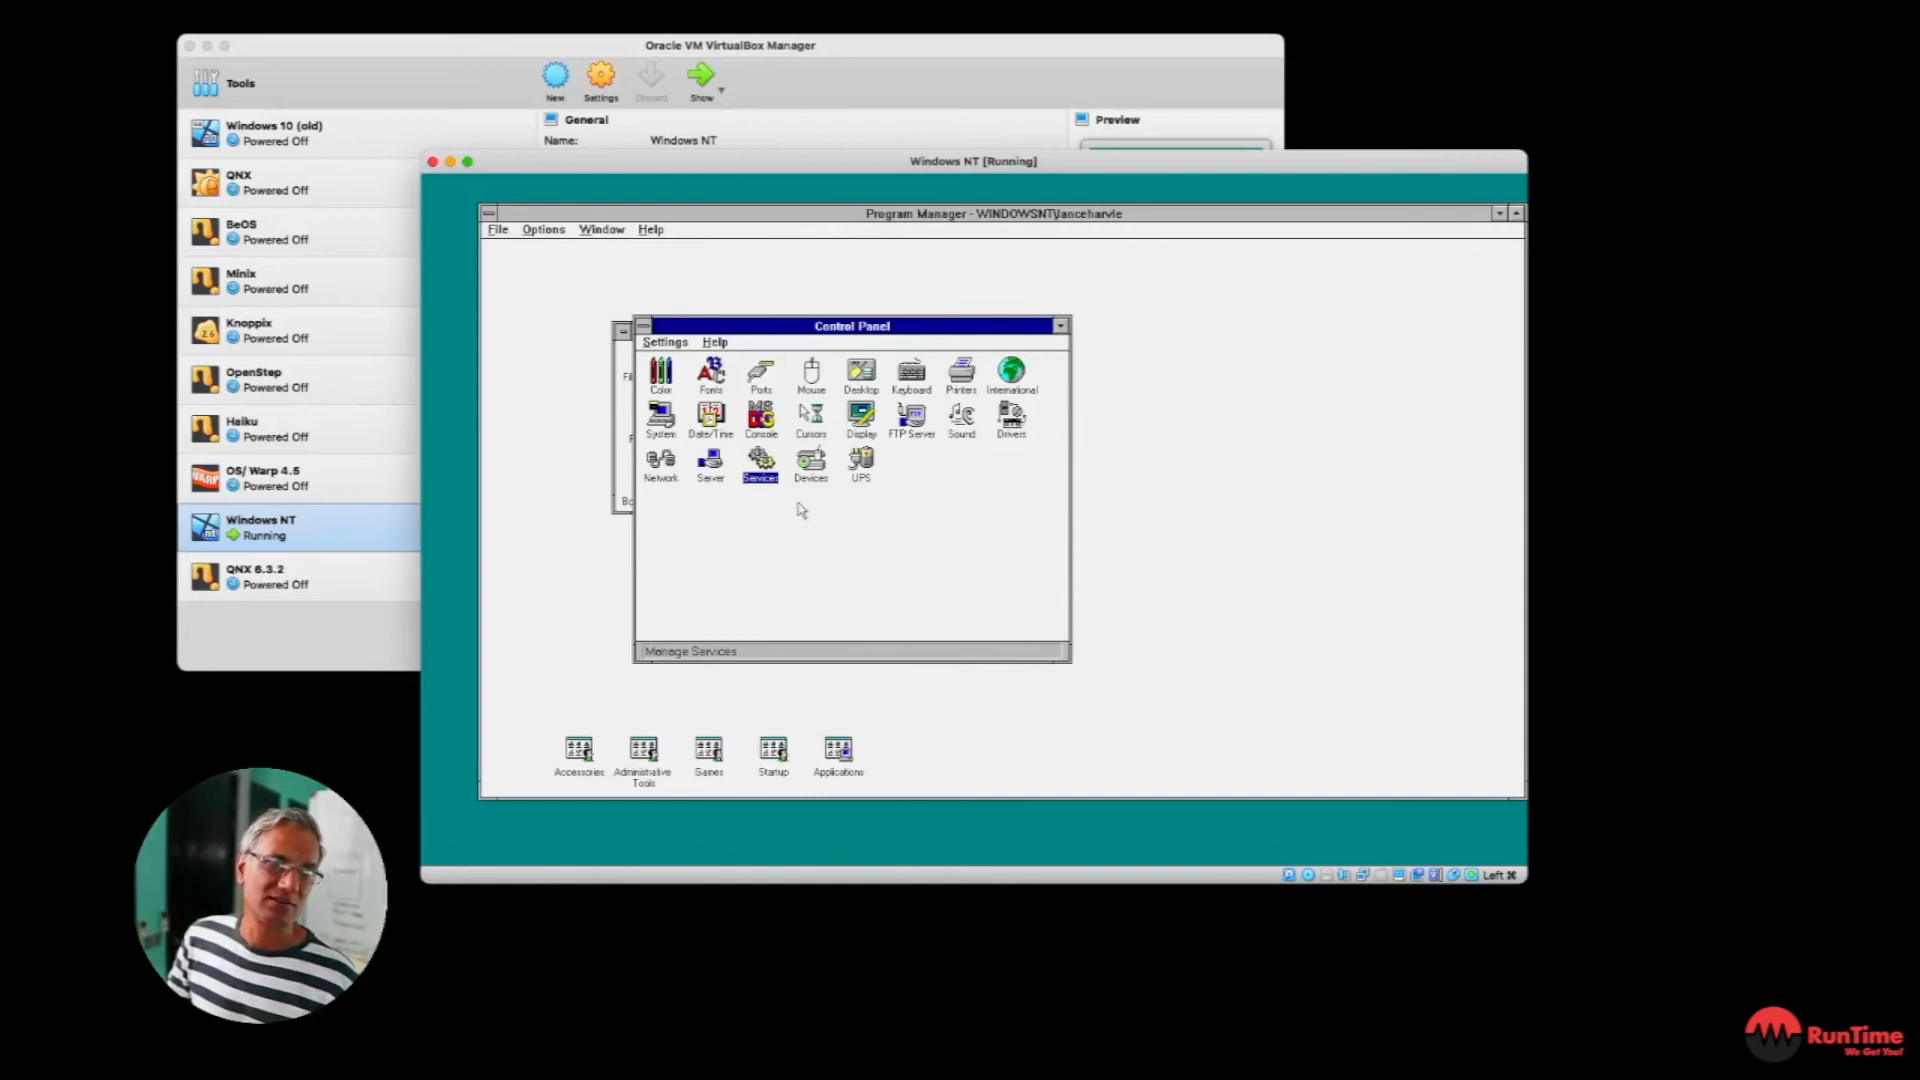 Oracle VM VirtualBox Manager
Tools
New
Settings
Discard
Show
Windows 10 (old)
Powered Off
QNX
Powered Off
BeOS
Powered Off
Minix
Powered Off
Knoppix
Powered Off
OpenStep
Powered Off
Haiku
Powered Off
OS/ Warp 4.5
Powered Off
Windows NT
Running
QNX 6.3.2
Powered Off
General
Name: Windows NT
Preview
Windows NT [Running]
Program Manager - WINDOWSNT\lanceharvie
File Options Window Help
Control Panel
Settings Help
Color Fonts Ports Mouse Desktop Keyboard Printers International
System Date/Time Console Cursors Display FTP Server Sound Drivers
Network Server Services Devices UPS
Manage Services
Accessories
Administrative
Tools
Games
Startup
Applications
Left ⌘
RunTime
We Get You!